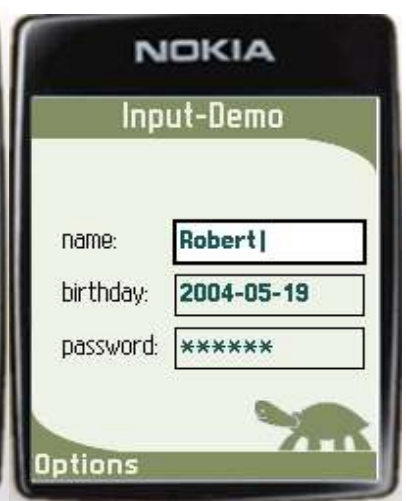 NOKIA
Input-Demo
name: Robert|
birthday: 2004-05-19
password: ******
Options